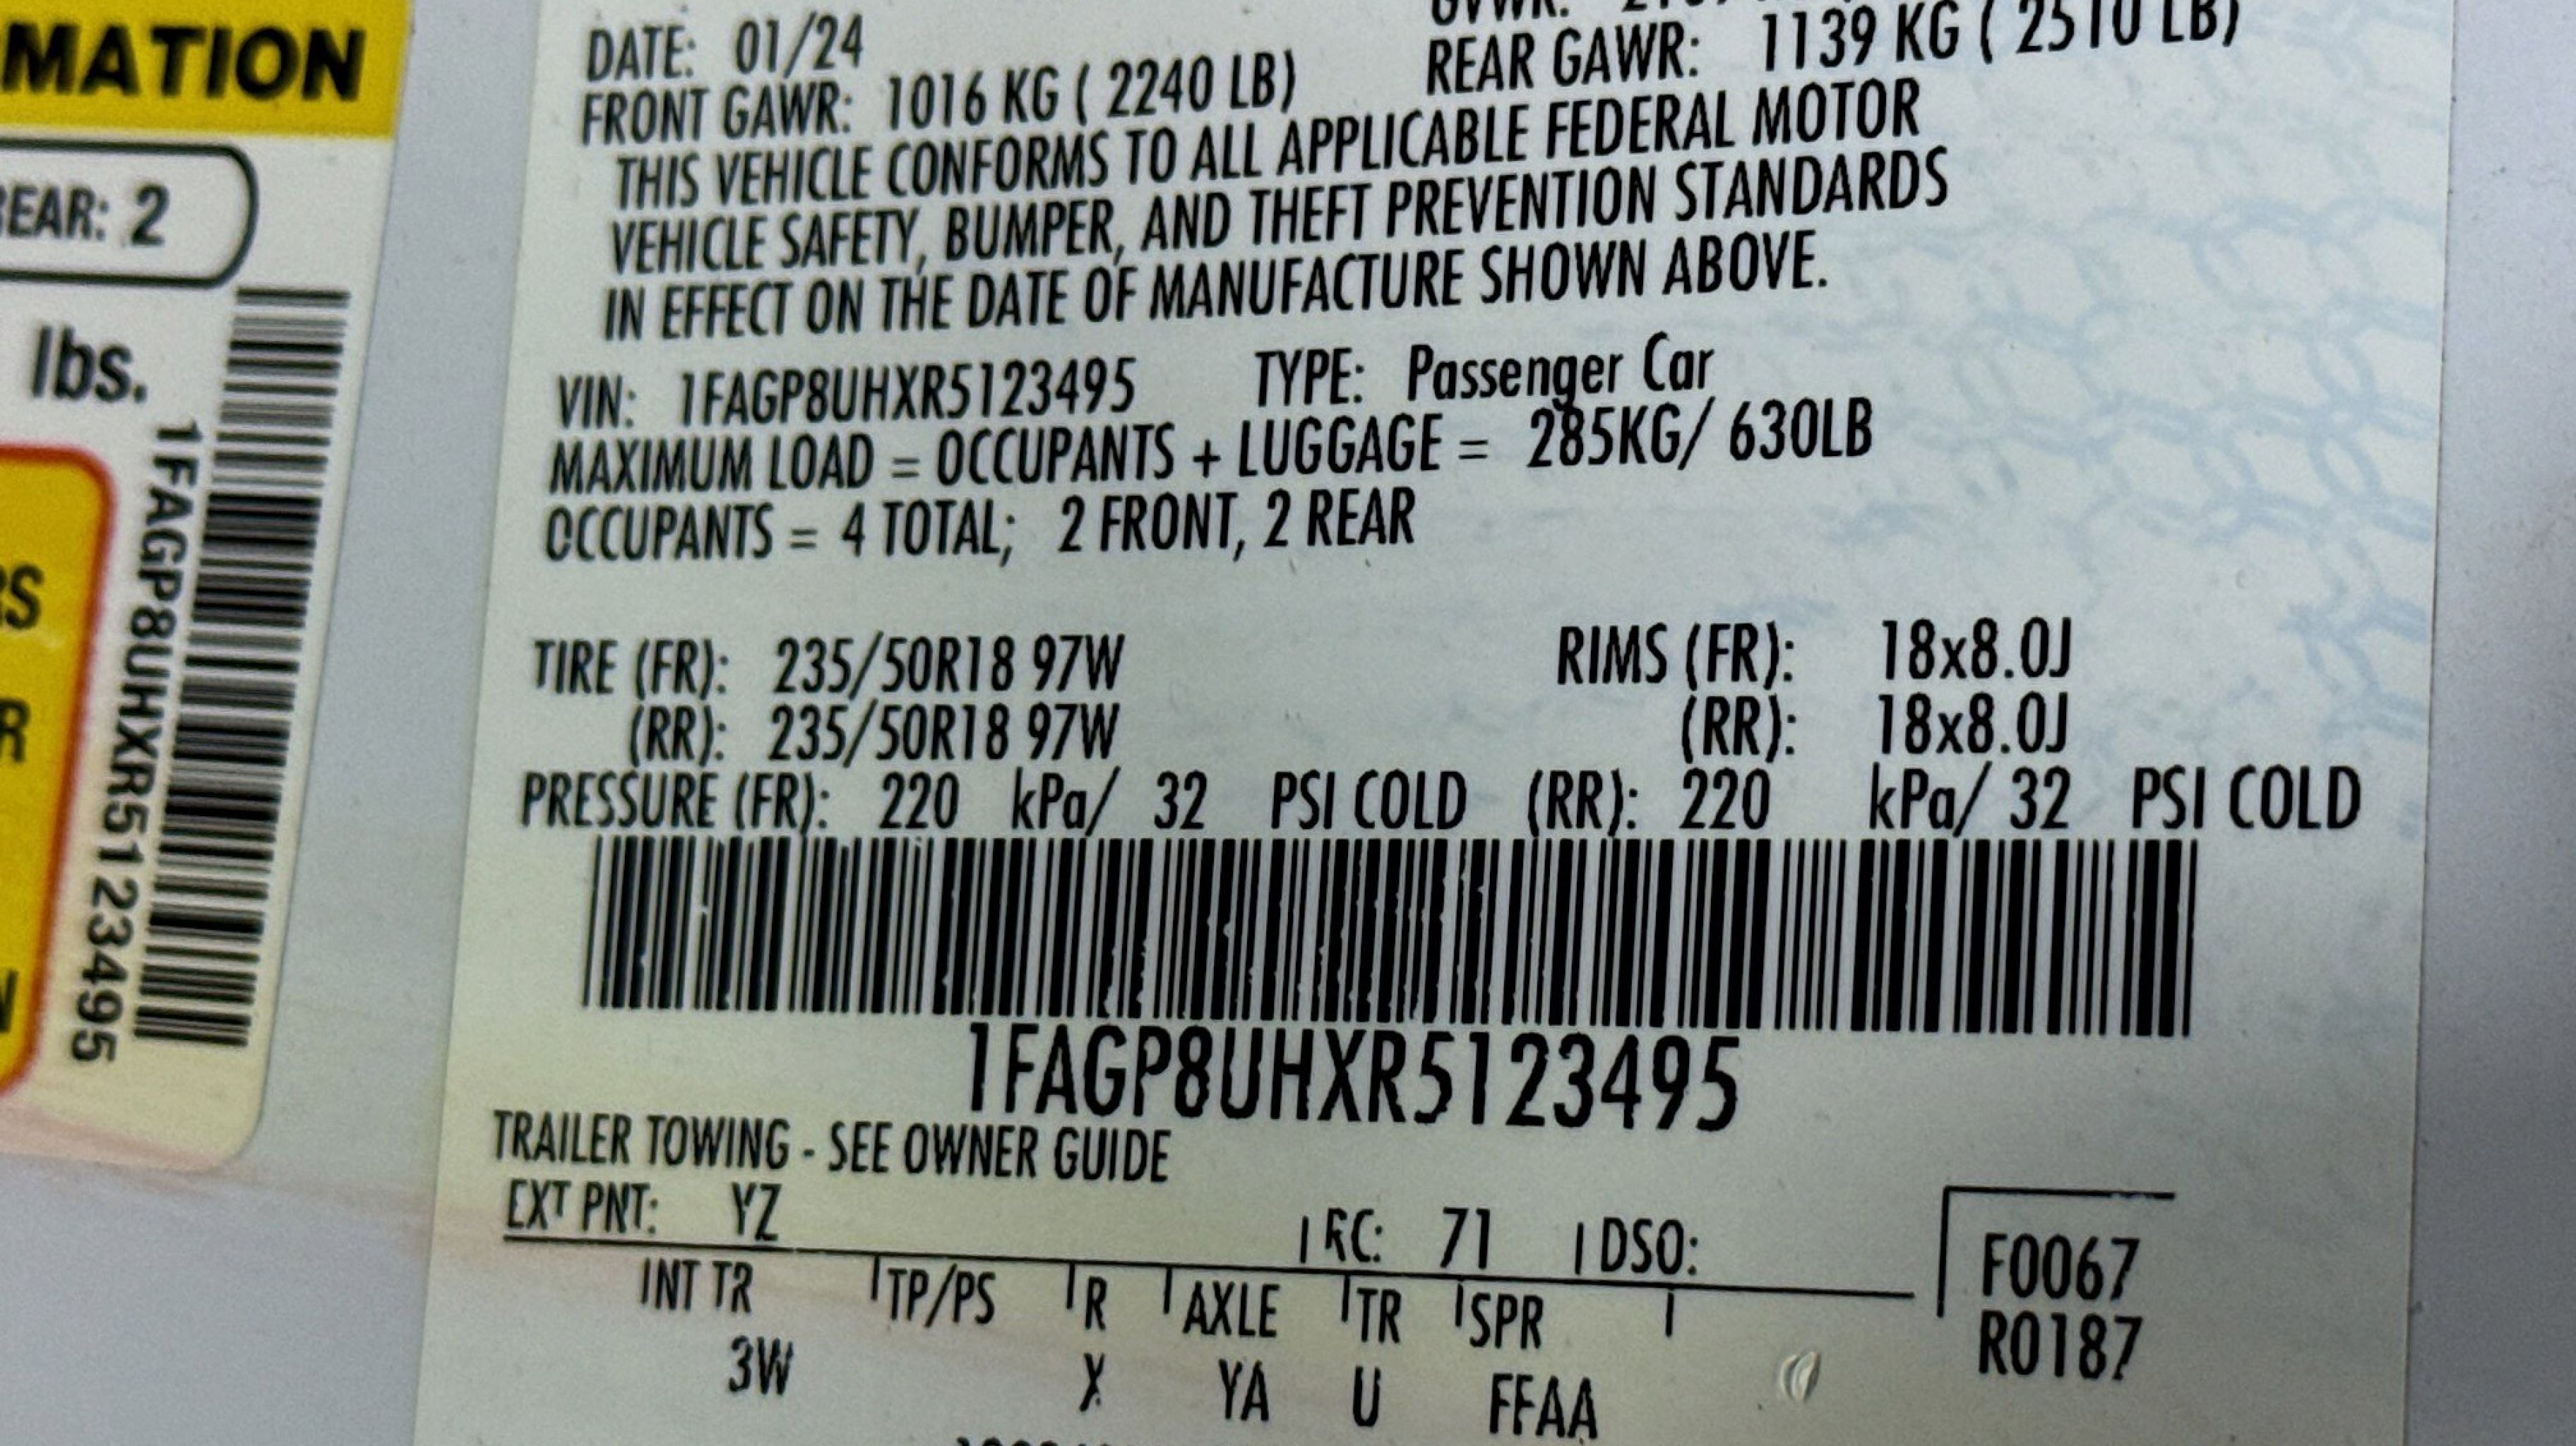 MATION
REAR: 2
lbs.
1FAGP8UHXR5123495
RS
R
N
DATE: 01/24
GVWR:
FRONT GAWR: 1016 KG ( 2240 LB) REAR GAWR: 1139 KG ( 2510 LB)
THIS VEHICLE CONFORMS TO ALL APPLICABLE FEDERAL MOTOR
VEHICLE SAFETY, BUMPER, AND THEFT PREVENTION STANDARDS
IN EFFECT ON THE DATE OF MANUFACTURE SHOWN ABOVE.
VIN: 1FAGP8UHXR5123495 TYPE: Passenger Car
MAXIMUM LOAD = OCCUPANTS + LUGGAGE = 285KG/ 630LB
OCCUPANTS = 4 TOTAL; 2 FRONT, 2 REAR
TIRE (FR): 235/50R18 97W RIMS (FR): 18x8.0J
(RR): 235/50R18 97W (RR): 18x8.0J
PRESSURE (FR): 220 kPa/ 32 PSI COLD (RR): 220 kPa/ 32 PSI COLD
1FAGP8UHXR5123495
TRAILER TOWING - SEE OWNER GUIDE
EXT PNT: YZ RC: 71 DSO:
INT TR TP/PS R AXLE TR SPR
3W X YA U FFAA
F0067
R0187